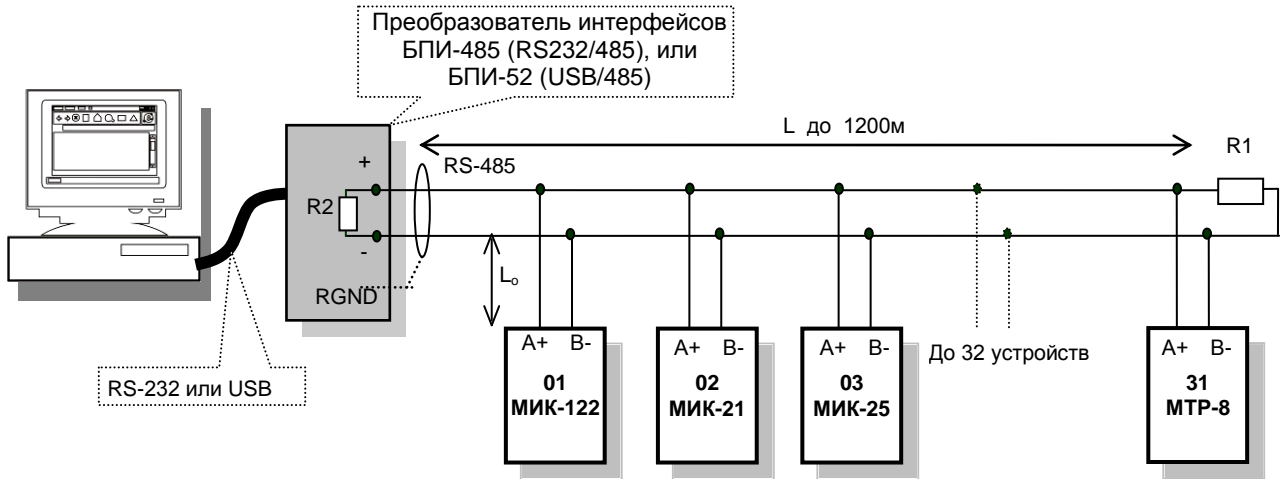 Преобразователь интерфейсов
БПИ-485 (RS232/485), или
БПИ-52 (USB/485)
L до 1200м
R1
RS-485
+
R2
-
RGND
Lₒ
RS-232 или USB
До 32 устройств
A+ B-
01
МИК-122
A+ B-
02
МИК-21
A+ B-
03
МИК-25
A+ B-
31
МТР-8